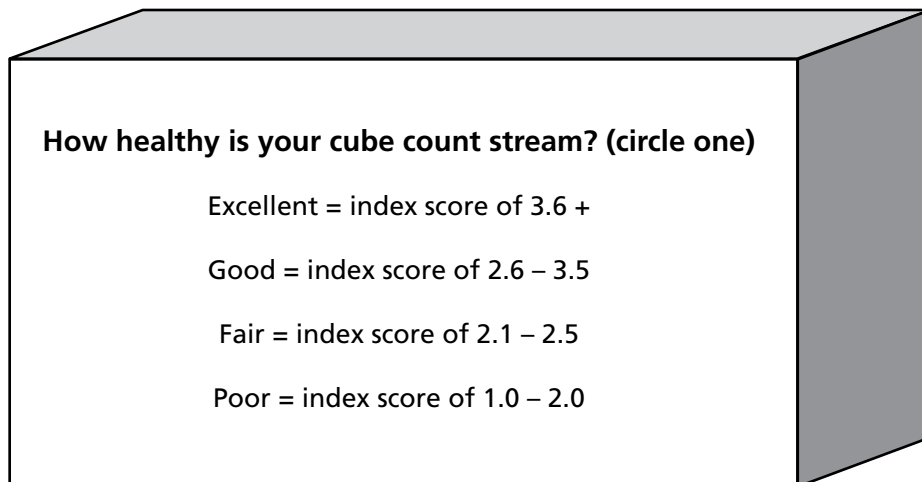 How healthy is your cube count stream? (circle one)
Excellent = index score of 3.6 +
Good = index score of 2.6 – 3.5
Fair = index score of 2.1 – 2.5
Poor = index score of 1.0 – 2.0